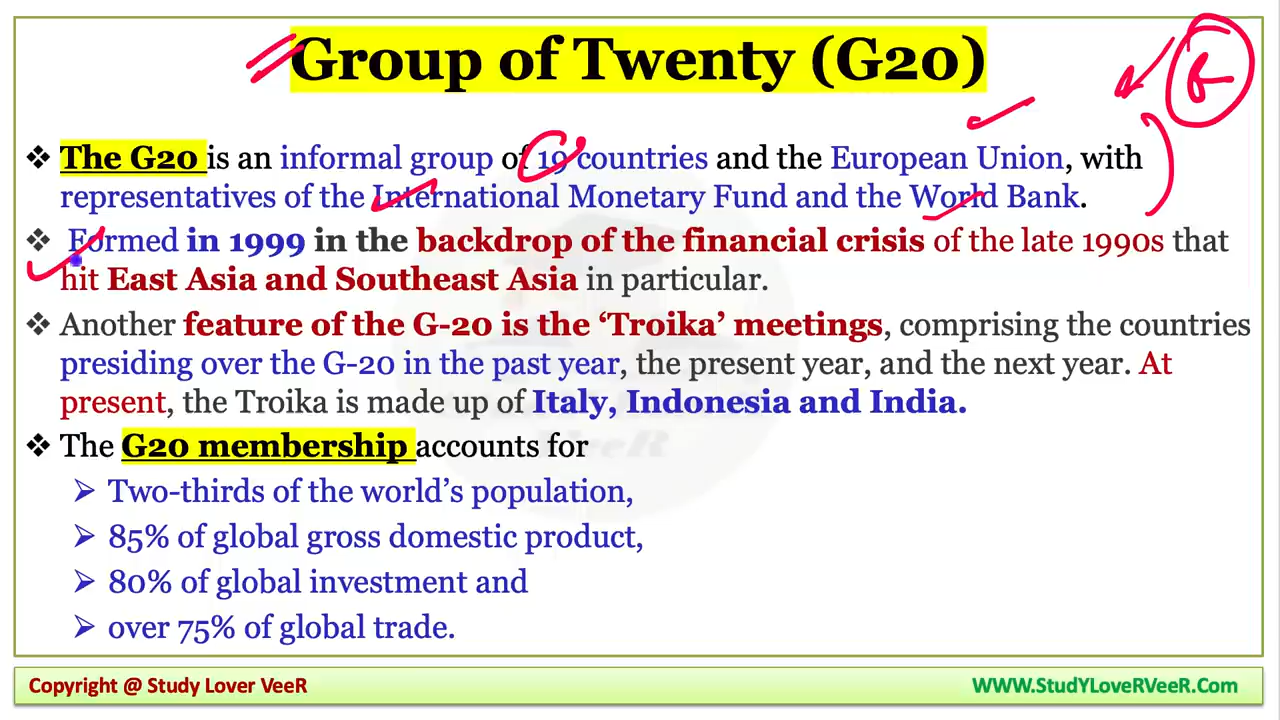 Group of Twenty (G20)
❖ The G20 is an informal group of 19 countries and the European Union, with
representatives of the International Monetary Fund and the World Bank.
❖ Formed in 1999 in the backdrop of the financial crisis of the late 1990s that
hit East Asia and Southeast Asia in particular.
❖ Another feature of the G-20 is the ‘Troika’ meetings, comprising the countries
presiding over the G-20 in the past year, the present year, and the next year. At
present, the Troika is made up of Italy, Indonesia and India.
❖ The G20 membership accounts for
➢ Two-thirds of the world’s population,
➢ 85% of global gross domestic product,
➢ 80% of global investment and
➢ over 75% of global trade.
Copyright @ Study Lover VeeR
WWW.StudYLoveRVeeR.Com